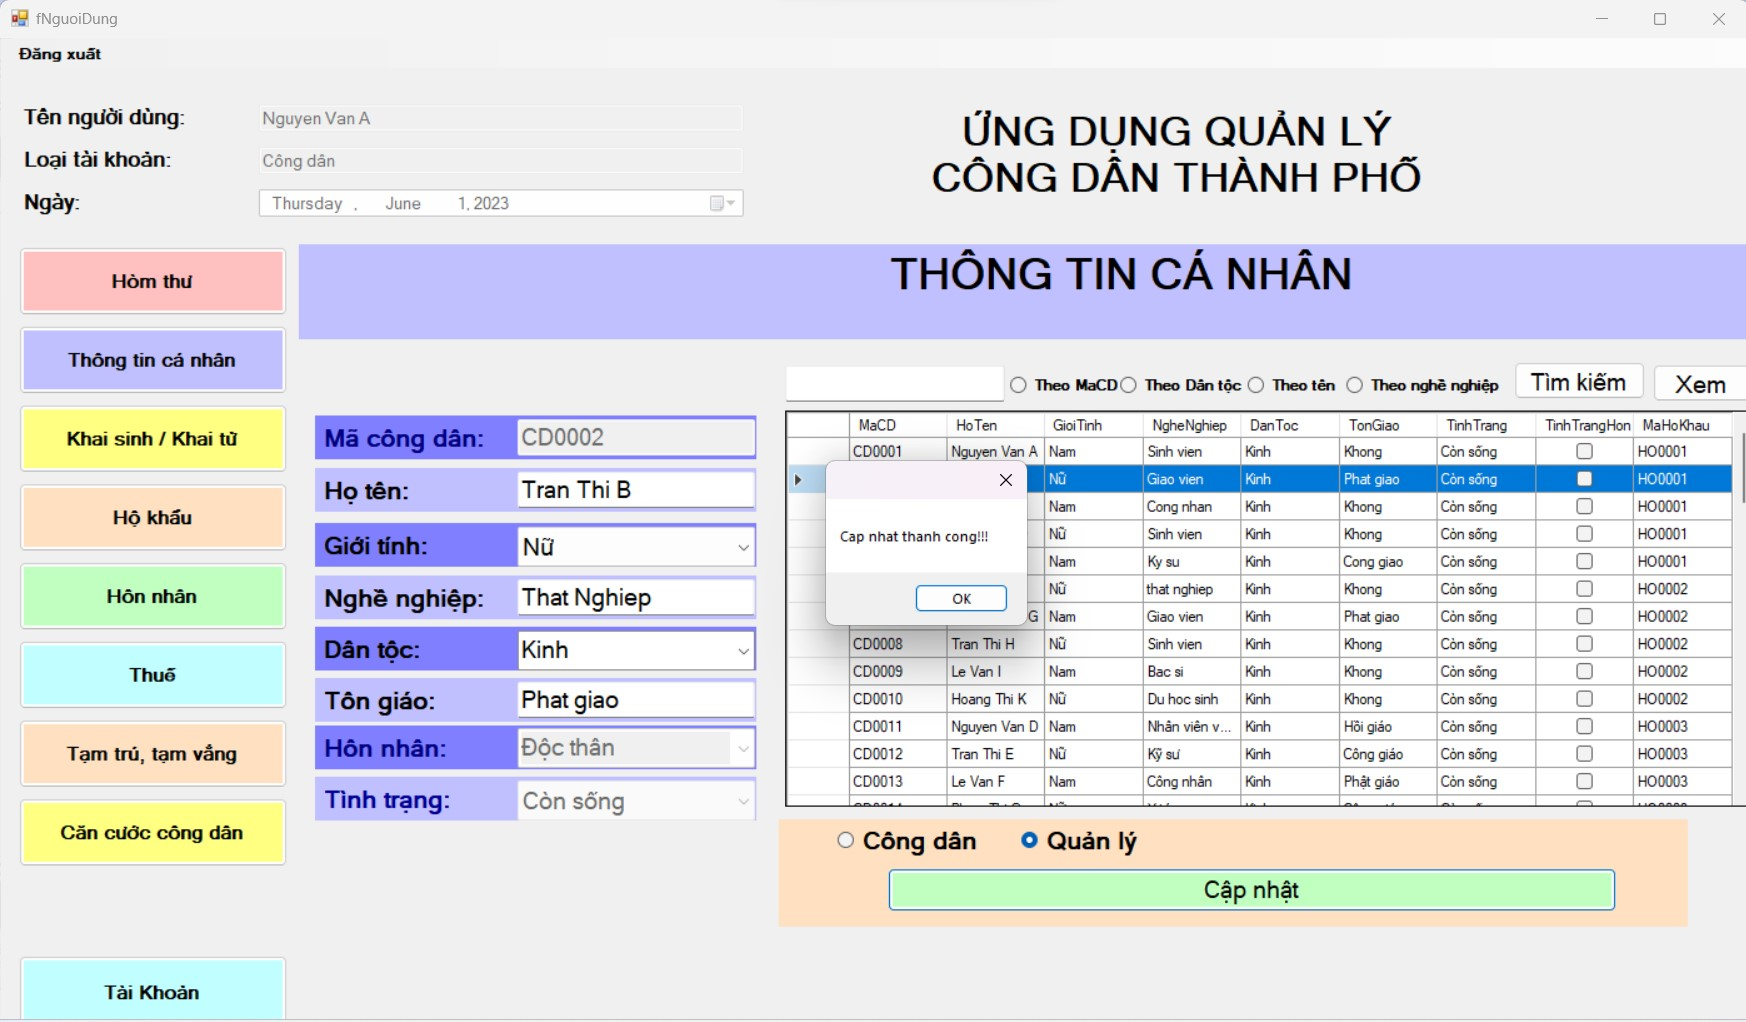 fNguoiDung
Đăng xuất
Tên người dùng: Nguyen Van A
Loại tài khoản: Công dân
Ngày: Thursday , June 1, 2023
ỨNG DỤNG QUẢN LÝ
CÔNG DÂN THÀNH PHỐ
Hòm thư
Thông tin cá nhân
Khai sinh / Khai tử
Hộ khẩu
Hôn nhân
Thuế
Tạm trú, tạm vắng
Căn cước công dân
Tài Khoản
THÔNG TIN CÁ NHÂN
Mã công dân: CD0002
Họ tên: Tran Thi B
Giới tính: Nữ
Nghề nghiệp: That Nghiep
Dân tộc: Kinh
Tôn giáo: Phat giao
Hôn nhân: Độc thân
Tình trạng: Còn sống
Theo MaCD Theo Dân tộc Theo tên Theo nghề nghiệp Tìm kiếm Xem
MaCD HoTen GioiTinh NgheNghiep DanToc TonGiao TinhTrang TinhTrangHon MaHoKhau
CD0001 Nguyen Van A Nam Sinh vien Kinh Khong Còn sống HO0001
Nữ Giao vien Kinh Phat giao Còn sống HO0001
Nam Cong nhan Kinh Khong Còn sống HO0001
Nữ Sinh vien Kinh Khong Còn sống HO0001
Nam Ky su Kinh Cong giao Còn sống HO0001
Nữ that nghiep Kinh Khong Còn sống HO0002
G Nam Giao vien Kinh Phat giao Còn sống HO0002
CD0008 Tran Thi H Nữ Sinh vien Kinh Khong Còn sống HO0002
CD0009 Le Van I Nam Bac si Kinh Khong Còn sống HO0002
CD0010 Hoang Thi K Nữ Du hoc sinh Kinh Khong Còn sống HO0002
CD0011 Nguyen Van D Nam Nhân viên v... Kinh Hồi giáo Còn sống HO0003
CD0012 Tran Thi E Nữ Kỹ sư Kinh Công giáo Còn sống HO0003
CD0013 Le Van F Nam Công nhân Kinh Phật giáo Còn sống HO0003
Cap nhat thanh cong!!!
OK
Công dân Quản lý
Cập nhật